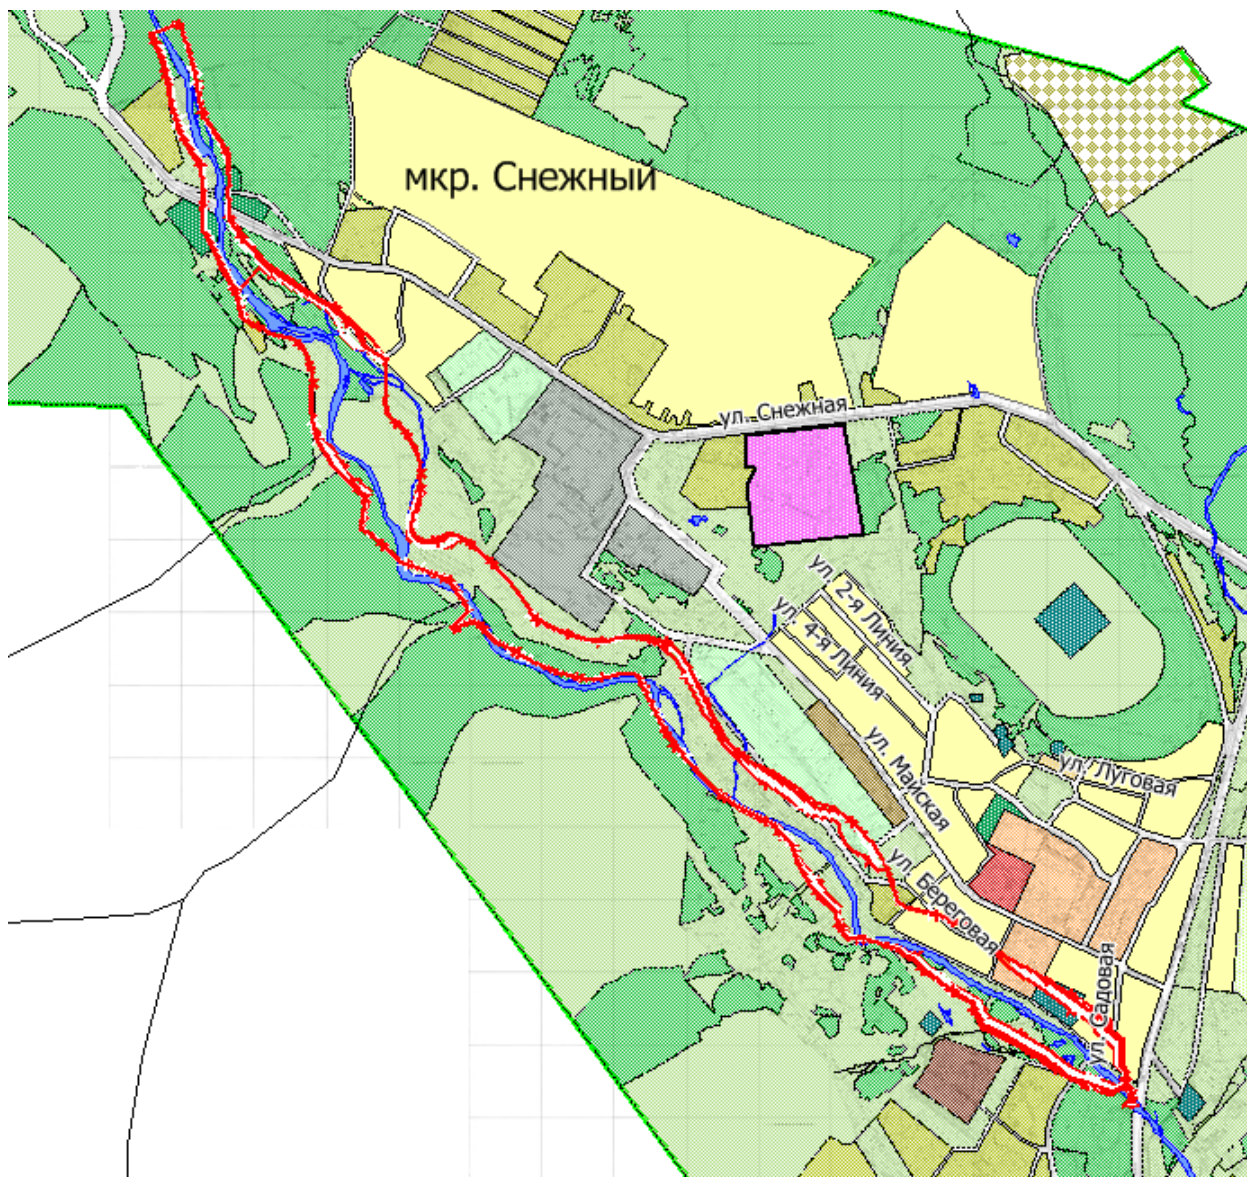 мкр. Снежный
ул. Снежная
ул. 2-я Линия
ул. 4-я Линия
ул. Майская
ул. Луговая
ул. Береговая
ул. Садовая